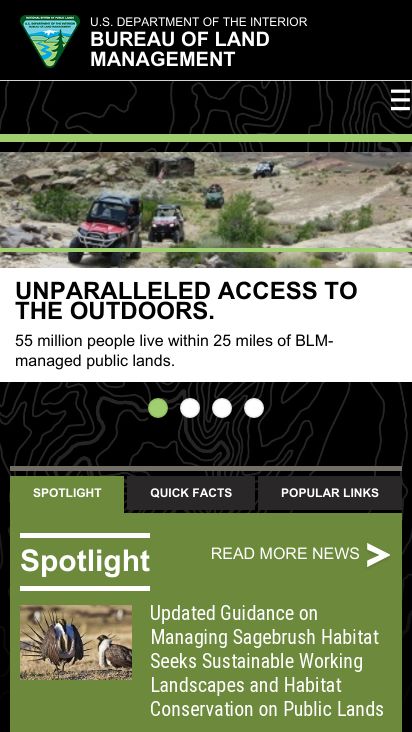 U.S. DEPARTMENT OF THE INTERIOR
BUREAU OF LAND
MANAGEMENT
UNPARALLELED ACCESS TO
THE OUTDOORS.
55 million people live within 25 miles of BLM-
managed public lands.
SPOTLIGHT
QUICK FACTS
POPULAR LINKS
Spotlight
READ MORE NEWS
Updated Guidance on
Managing Sagebrush Habitat
Seeks Sustainable Working
Landscapes and Habitat
Conservation on Public Lands